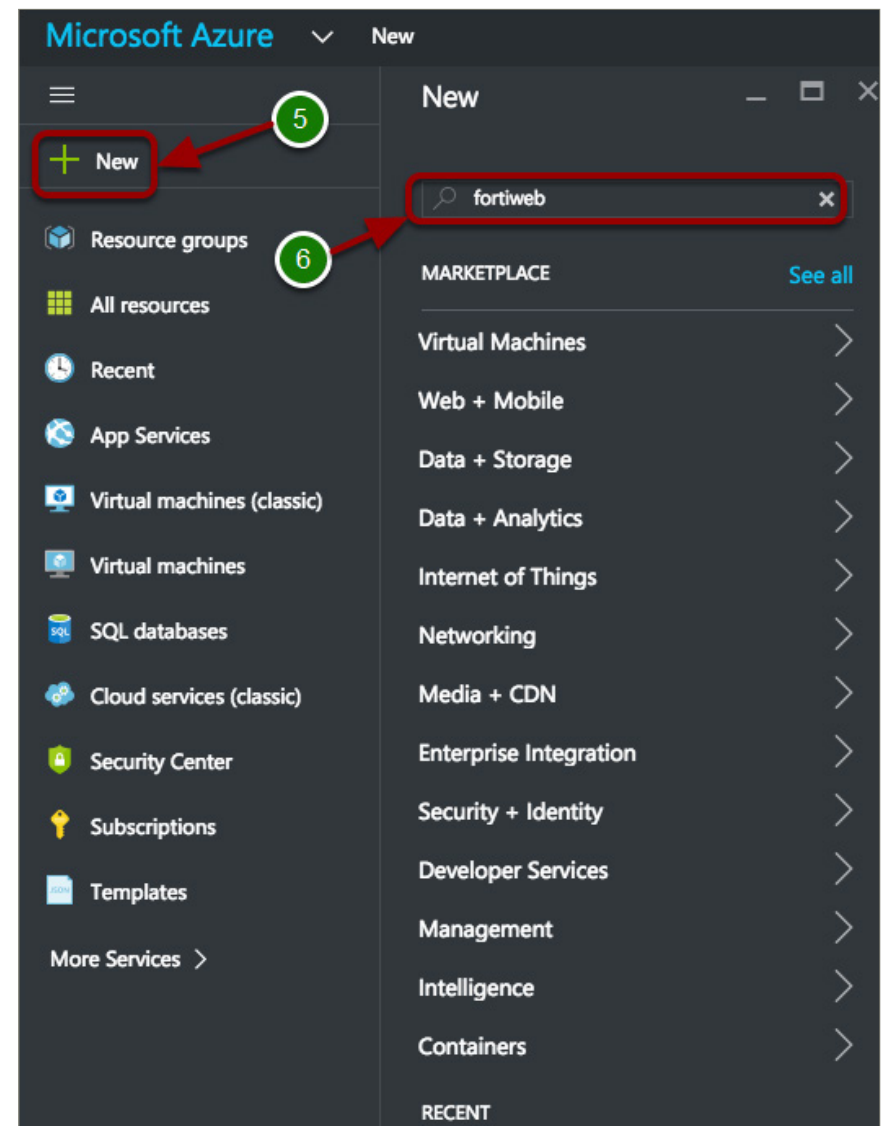 Microsoft Azure New
5
New
Resource groups
All resources
Recent
App Services
Virtual machines (classic)
Virtual machines
SQL
SQL databases
Cloud services (classic)
Security Center
Subscriptions
JSON
Templates
More Services
New
fortiweb
6
MARKETPLACE See all
Virtual Machines
Web + Mobile
Data + Storage
Data + Analytics
Internet of Things
Networking
Media + CDN
Enterprise Integration
Security + Identity
Developer Services
Management
Intelligence
Containers
RECENT